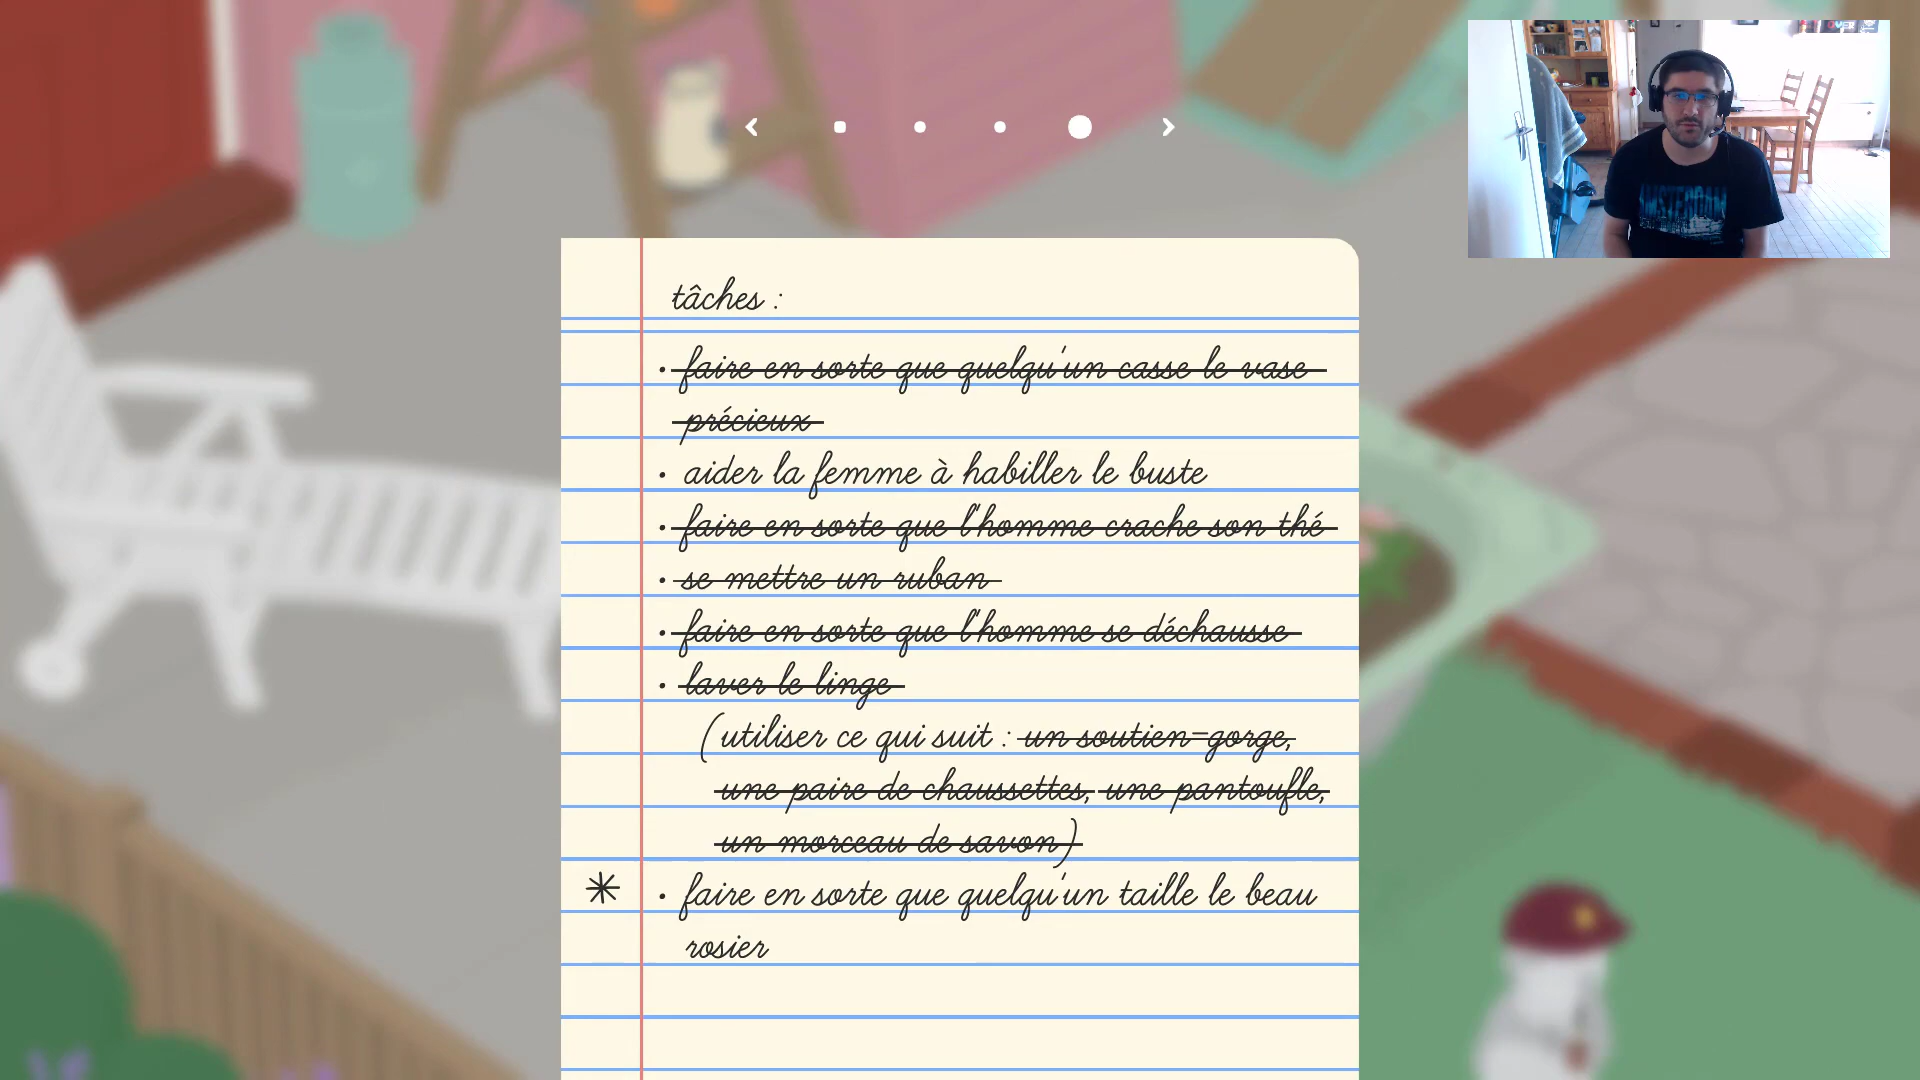 AMSTERDAM
tâches :
• faire en sorte que quelqu'un casse le vase
précieux
• aider la femme à habiller le buste
• faire en sorte que l'homme crache son thé
• se mettre un ruban
• faire en sorte que l'homme se déchausse
• laver le linge
(utiliser ce qui suit : un soutien-gorge,
une paire de chaussettes, une pantoufle,
un morceau de savon)
* • faire en sorte que quelqu'un taille le beau
rosier